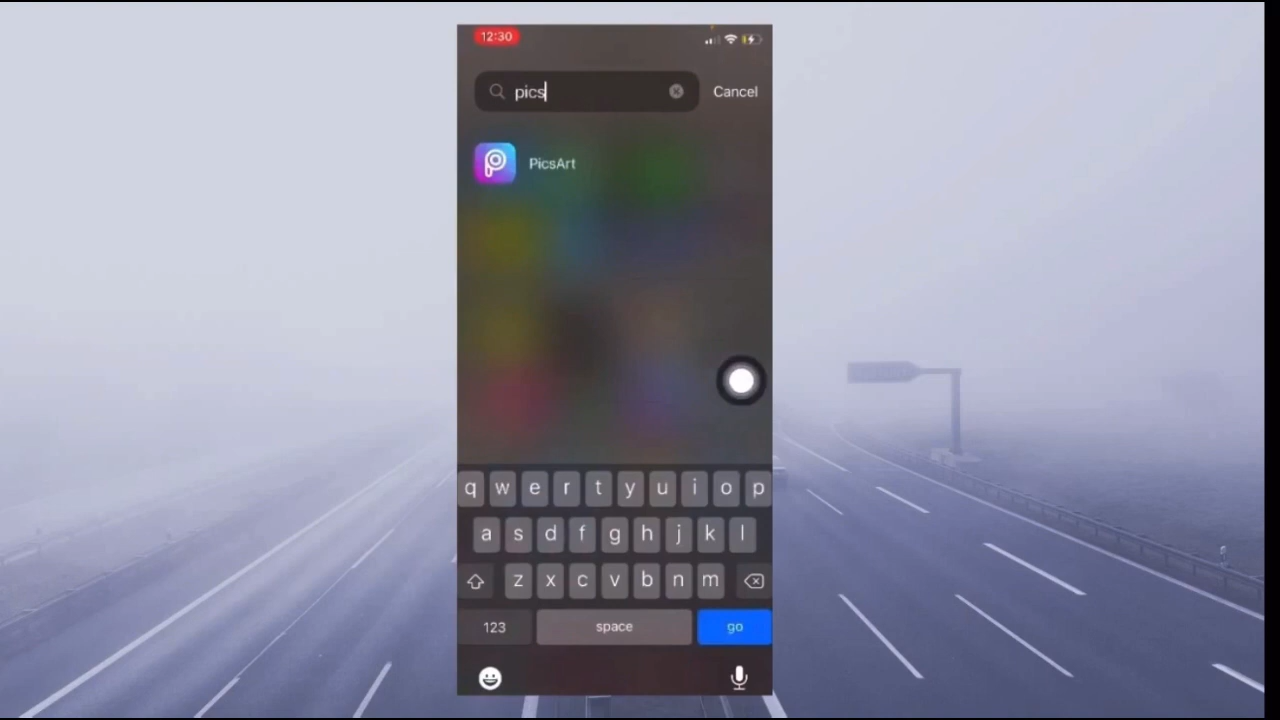 12:30
pics
Cancel
PicsArt
q w e r t y u i o p
a s d f g h j k l
z x c v b n m
123 space go